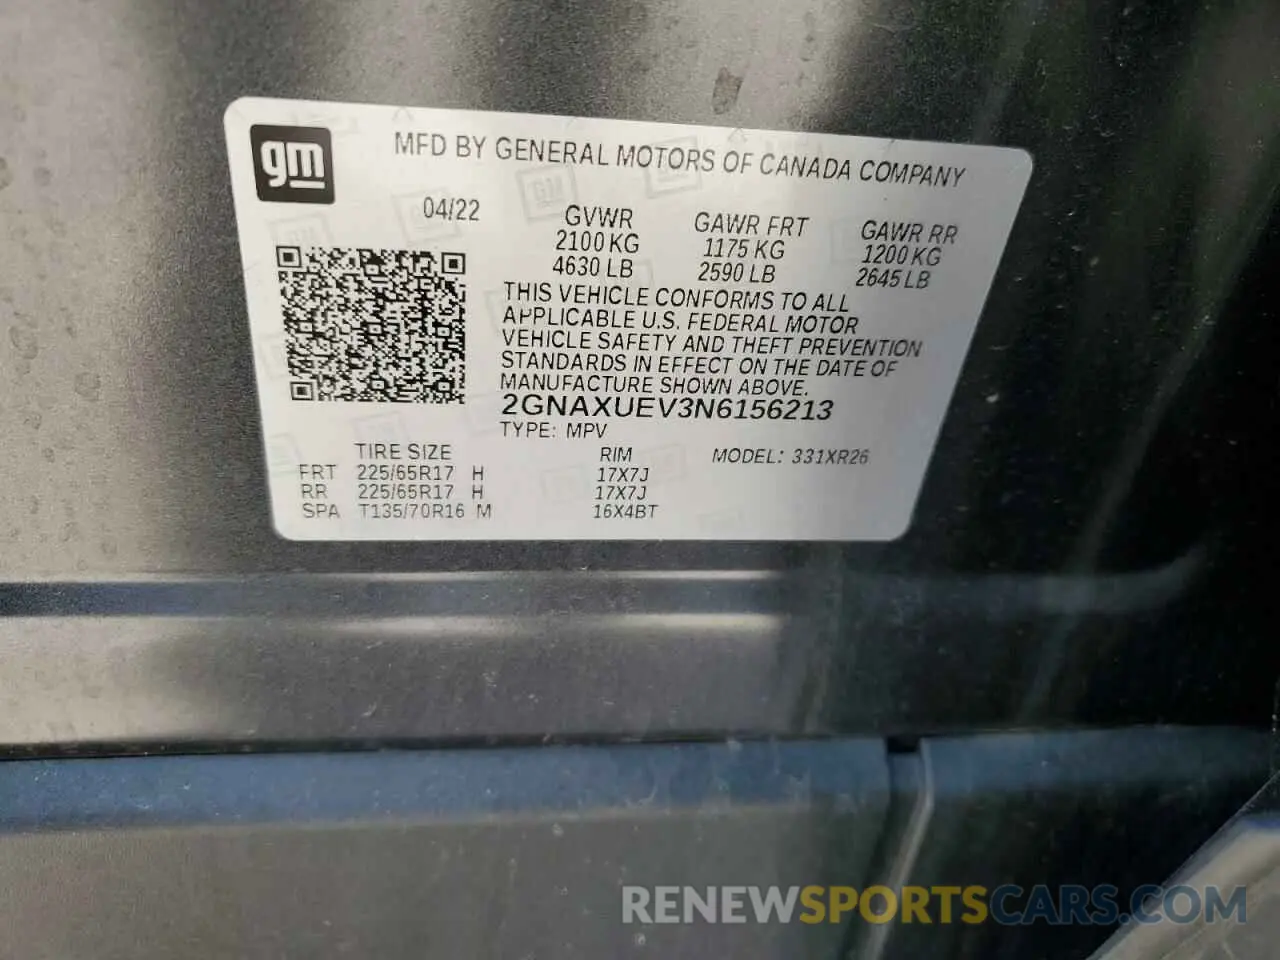 gm
MFD BY GENERAL MOTORS OF CANADA COMPANY
04/22
GVWR GAWR FRT GAWR RR
2100 KG 1175 KG 1200 KG
4630 LB 2590 LB 2645 LB
THIS VEHICLE CONFORMS TO ALL
APPLICABLE U.S. FEDERAL MOTOR
VEHICLE SAFETY AND THEFT PREVENTION
STANDARDS IN EFFECT ON THE DATE OF
MANUFACTURE SHOWN ABOVE.
2GNAXUEV3N6156213
TYPE: MPV
TIRE SIZE RIM MODEL: 331XR26
FRT 225/65R17 H 17X7J
RR 225/65R17 H 17X7J
SPA T135/70R16 M 16X4BT
RENEWSPORTSCARS.COM